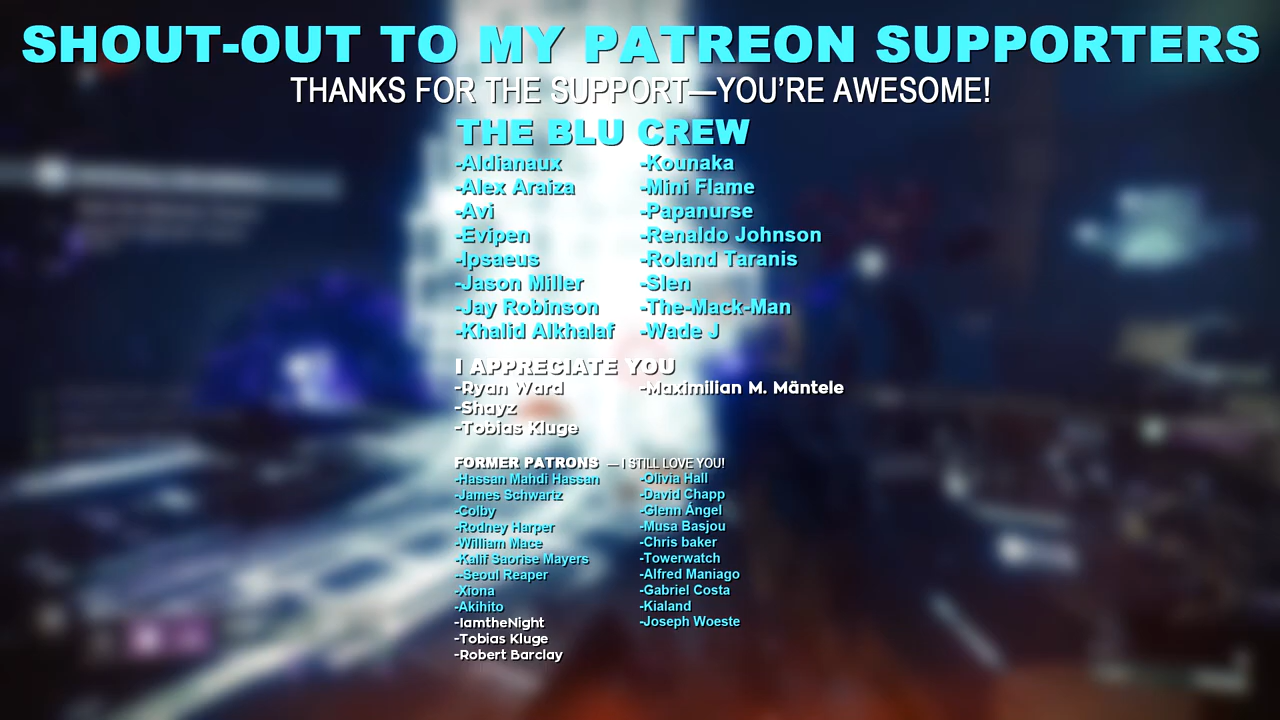 SHOUT-OUT TO MY PATREON SUPPORTERS
THANKS FOR THE SUPPORT—YOU'RE AWESOME!
THE BLU CREW
-Aldianaux
-Alex Araiza
-Avi
-Evipen
-Ipsaeus
-Jason Miller
-Jay Robinson
-Khalid Alkhalaf
-Kounaka
-Mini Flame
-Papanurse
-Renaldo Johnson
-Roland Taranis
-Slen
-The-Mack-Man
-Wade J
I APPRECIATE YOU
-Ryan Ward
-Shayz
-Tobias Kluge
-Maximilian M. Mäntele
FORMER PATRONS — I STILL LOVE YOU!
-Hassan Mahdi Hassan
-James Schwartz
-Colby
-Rodney Harper
-William Mace
-Kalif Saorise Mayers
--Seoul Reaper
-Xiona
-Akihito
-IamtheNight
-Tobias Kluge
-Robert Barclay
-Olivia Hall
-David Chapp
-Glenn Ángel
-Musa Basjou
-Chris baker
-Towerwatch
-Alfred Maniago
-Gabriel Costa
-Kialand
-Joseph Woeste